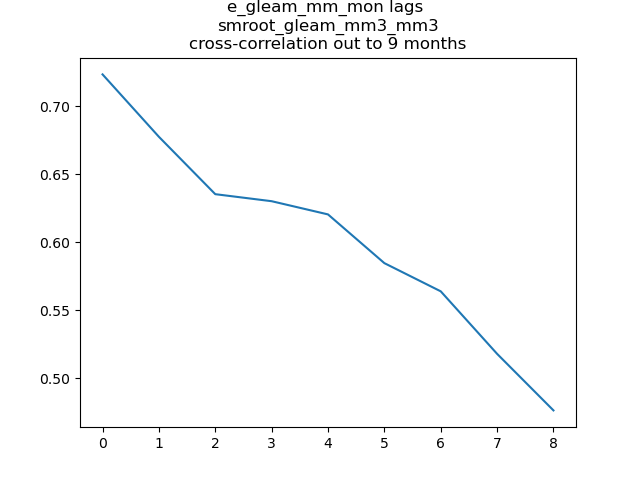 e_gleam_mm_mon lags
smroot_gleam_mm3_mm3
cross-correlation out to 9 months
0.70
0.65
0.60
0.55
0.50
0 1 2 3 4 5 6 7 8